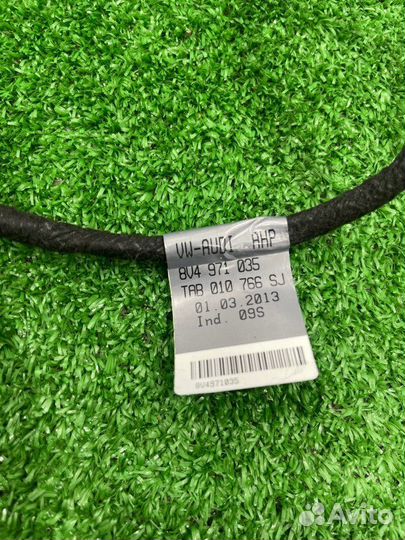 VW-AUDI AHP
8V4 971 035
TAB 010 766 SJ
01.03.2013
Ind. 09S
8V4971035
Avito